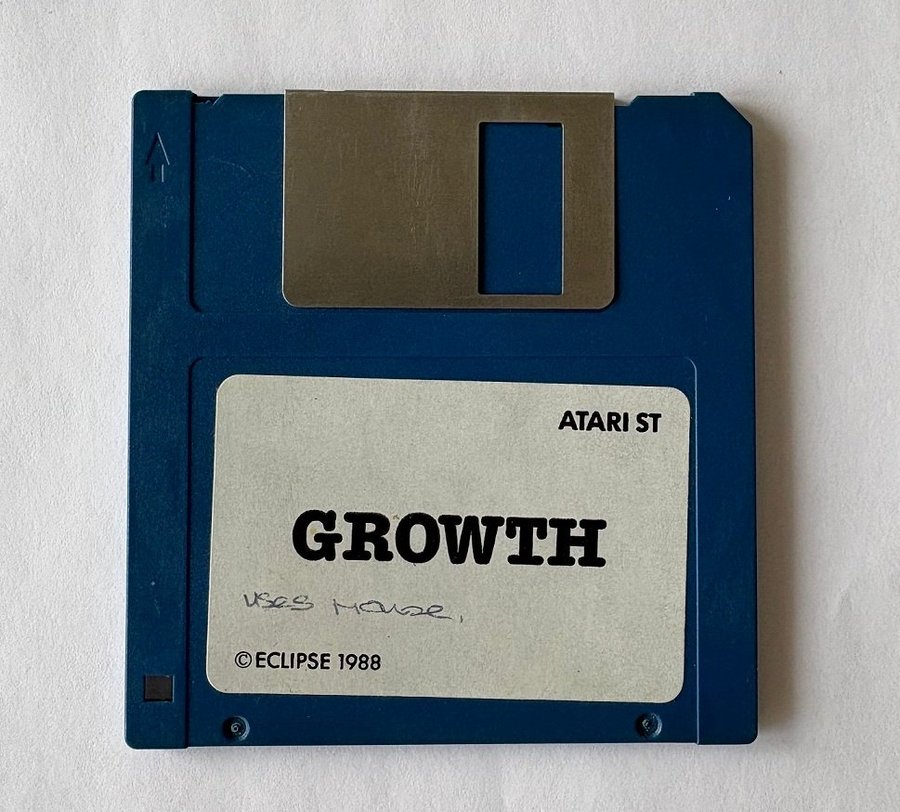 ATARI ST
GROWTH
uses mouse,
© ECLIPSE 1988